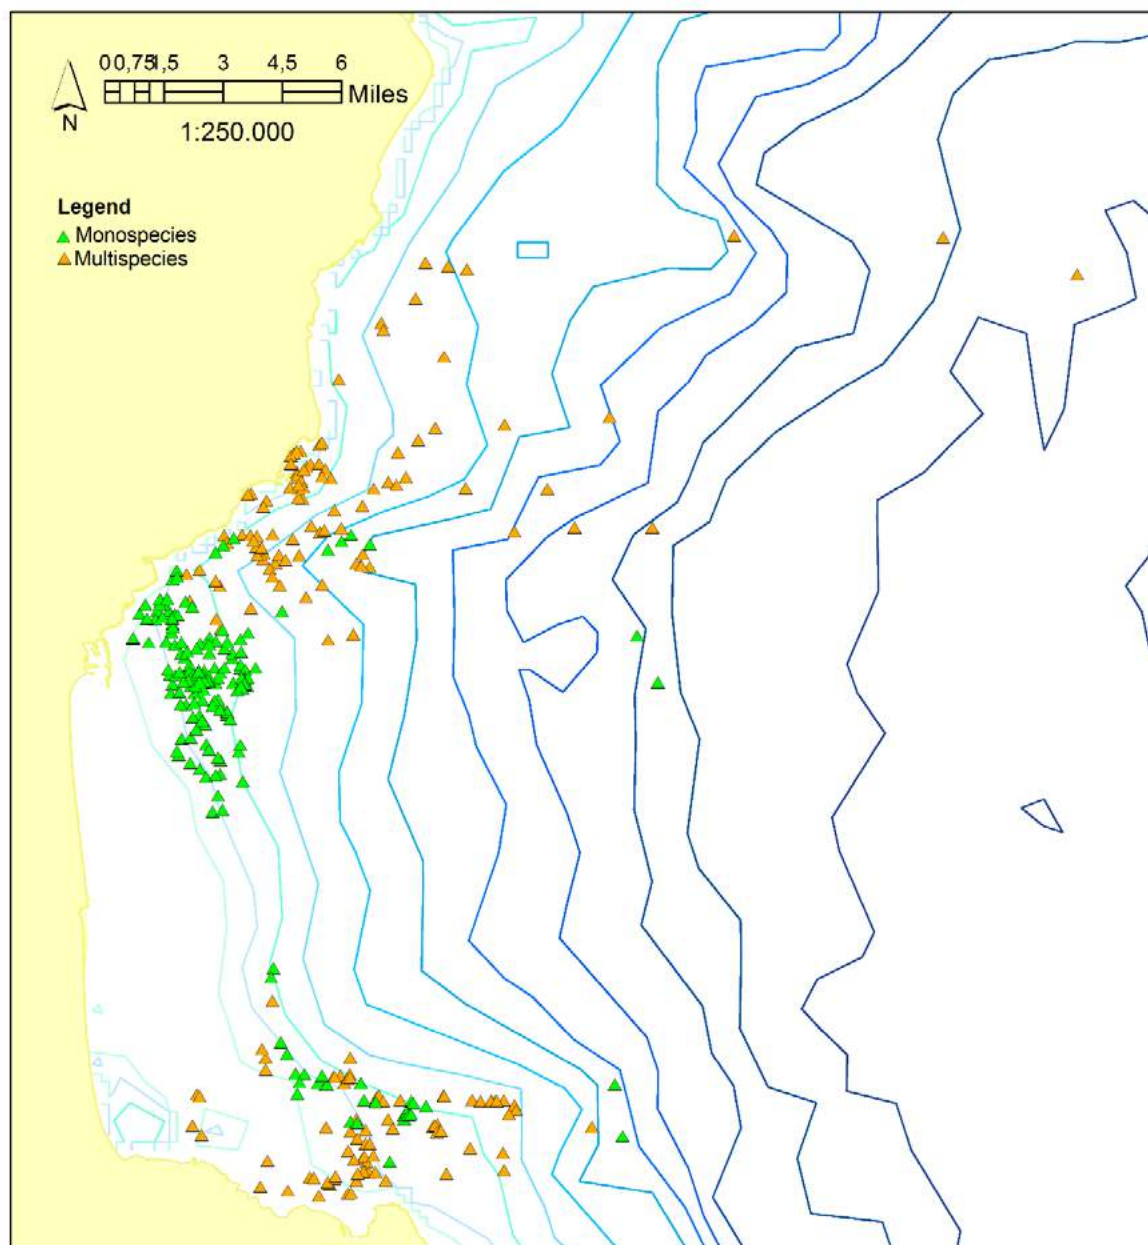 0 0,75 1,5 3 4,5 6
Miles
N
1:250.000
Legend
Monospecies
Multispecies